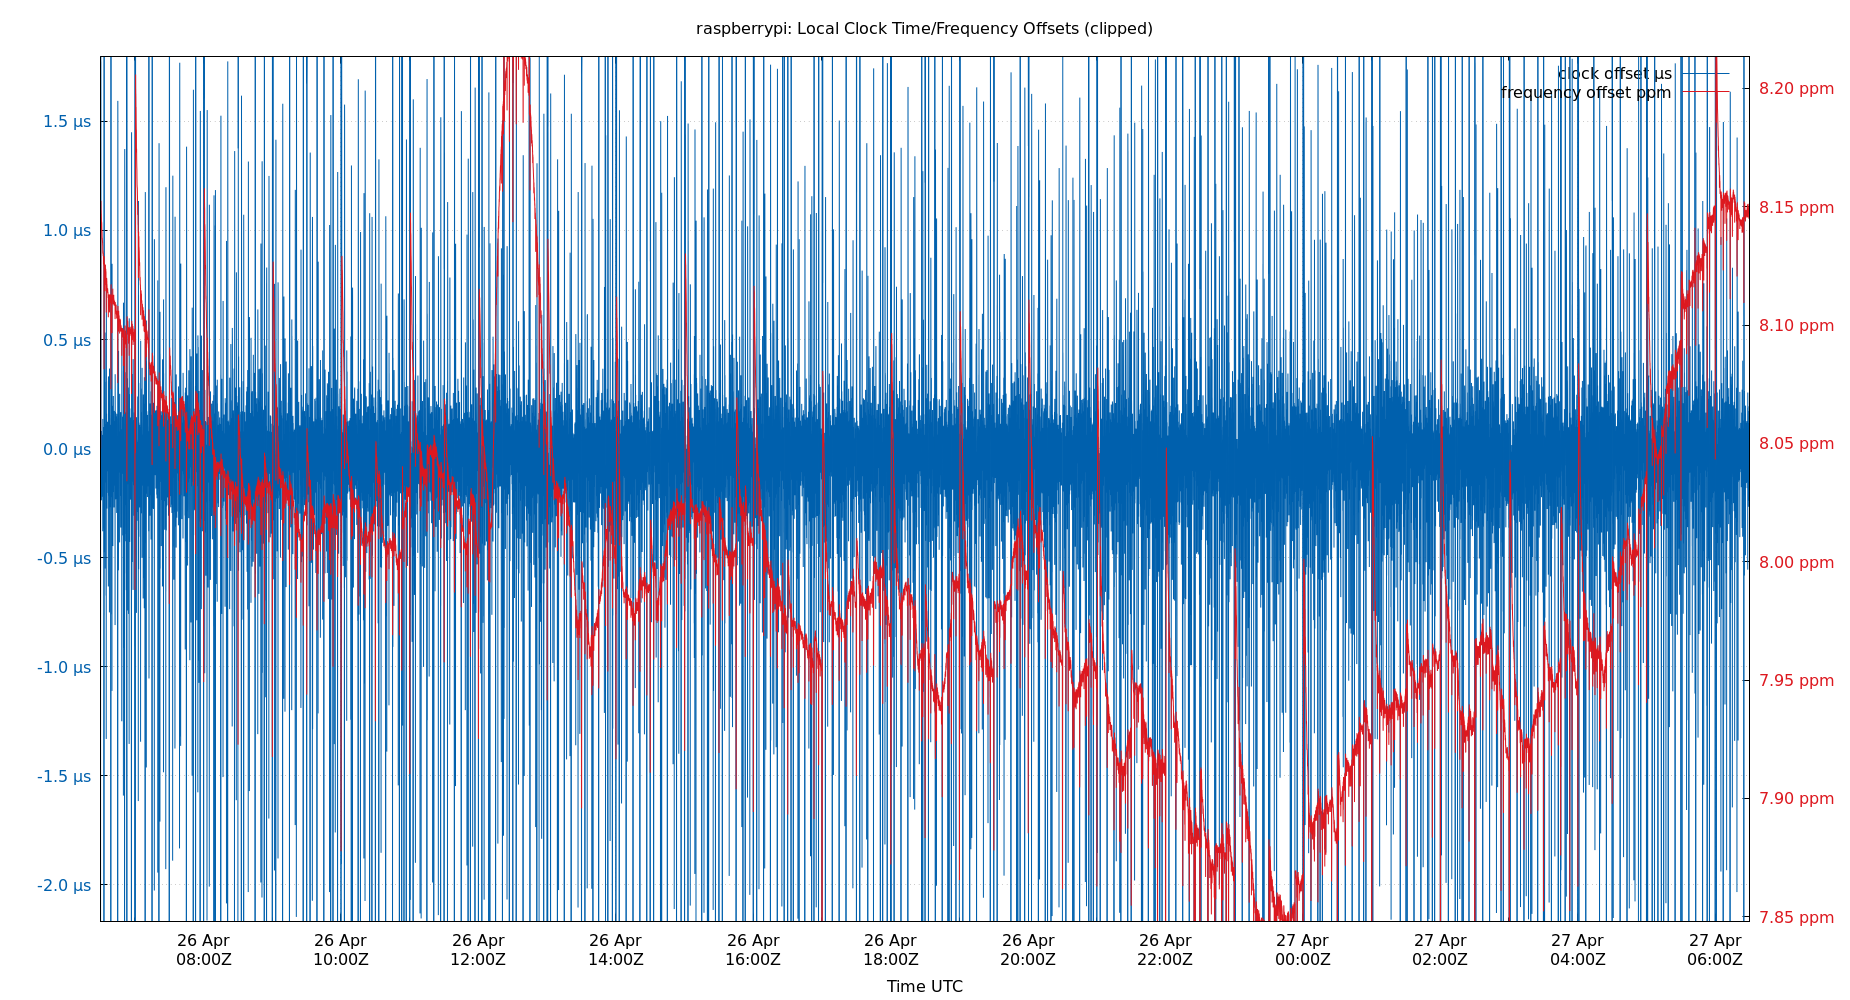 raspberrypi: Local Clock Time/Frequency Offsets (clipped)
clock offset µs
frequency offset ppm
1.5 µs
1.0 µs
0.5 µs
0.0 µs
-0.5 µs
-1.0 µs
-1.5 µs
-2.0 µs
8.20 ppm
8.15 ppm
8.10 ppm
8.05 ppm
8.00 ppm
7.95 ppm
7.90 ppm
7.85 ppm
26 Apr 26 Apr 26 Apr 26 Apr 26 Apr 26 Apr 26 Apr 26 Apr 27 Apr 27 Apr 27 Apr 27 Apr
08:00Z 10:00Z 12:00Z 14:00Z 16:00Z 18:00Z 20:00Z 22:00Z 00:00Z 02:00Z 04:00Z 06:00Z
Time UTC